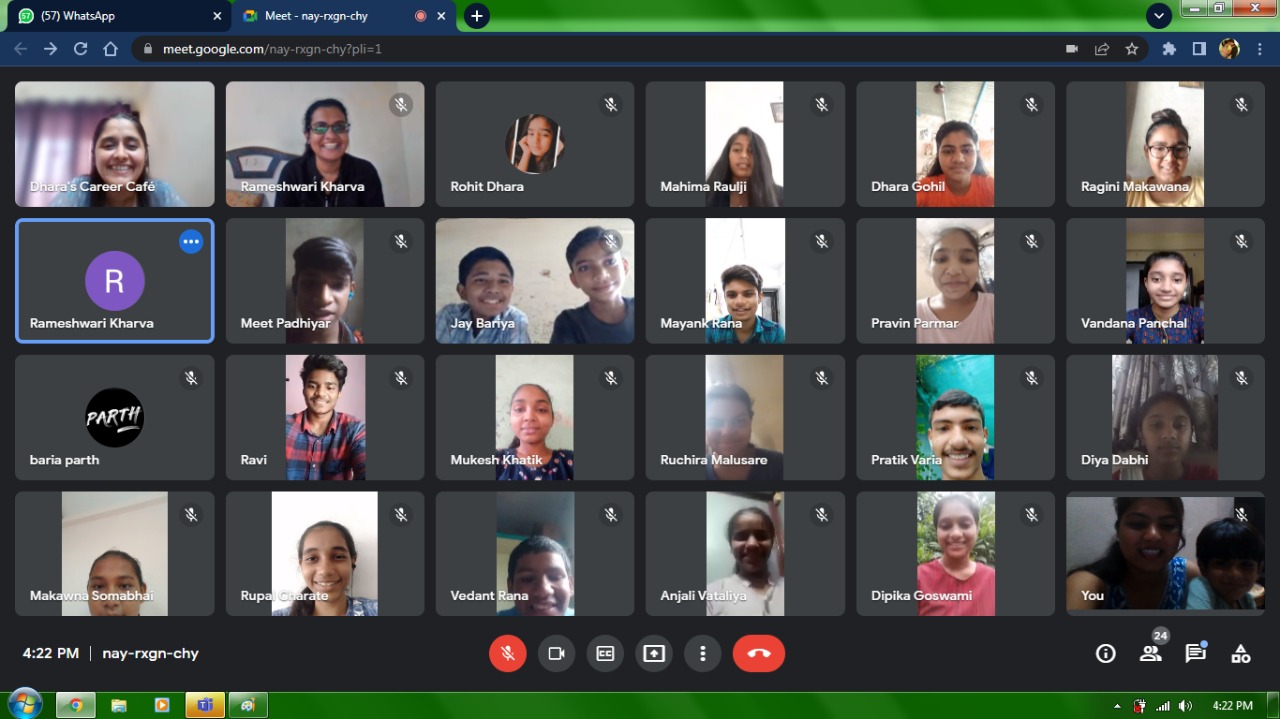 57
(57) WhatsApp
Meet - nay-rxgn-chy
meet.google.com/nay-rxgn-chy?pli=1
Dhara's Career Café
Rameshwari Kharva
Rohit Dhara
Mahima Raulji
Dhara Gohil
Ragini Makawana
R
Rameshwari Kharva
Meet Padhiyar
Jay Bariya
Mayank Rana
Pravin Parmar
Vandana Panchal
PARTH
baria parth
Ravi
Mukesh Khatik
Ruchira Malusare
Pratik Varia
Diya Dabhi
Makawna Somabhai
Rupal Charate
Vedant Rana
Anjali Vataliya
Dipika Goswami
You
4:22 PM | nay-rxgn-chy
CC
24
4:22 PM